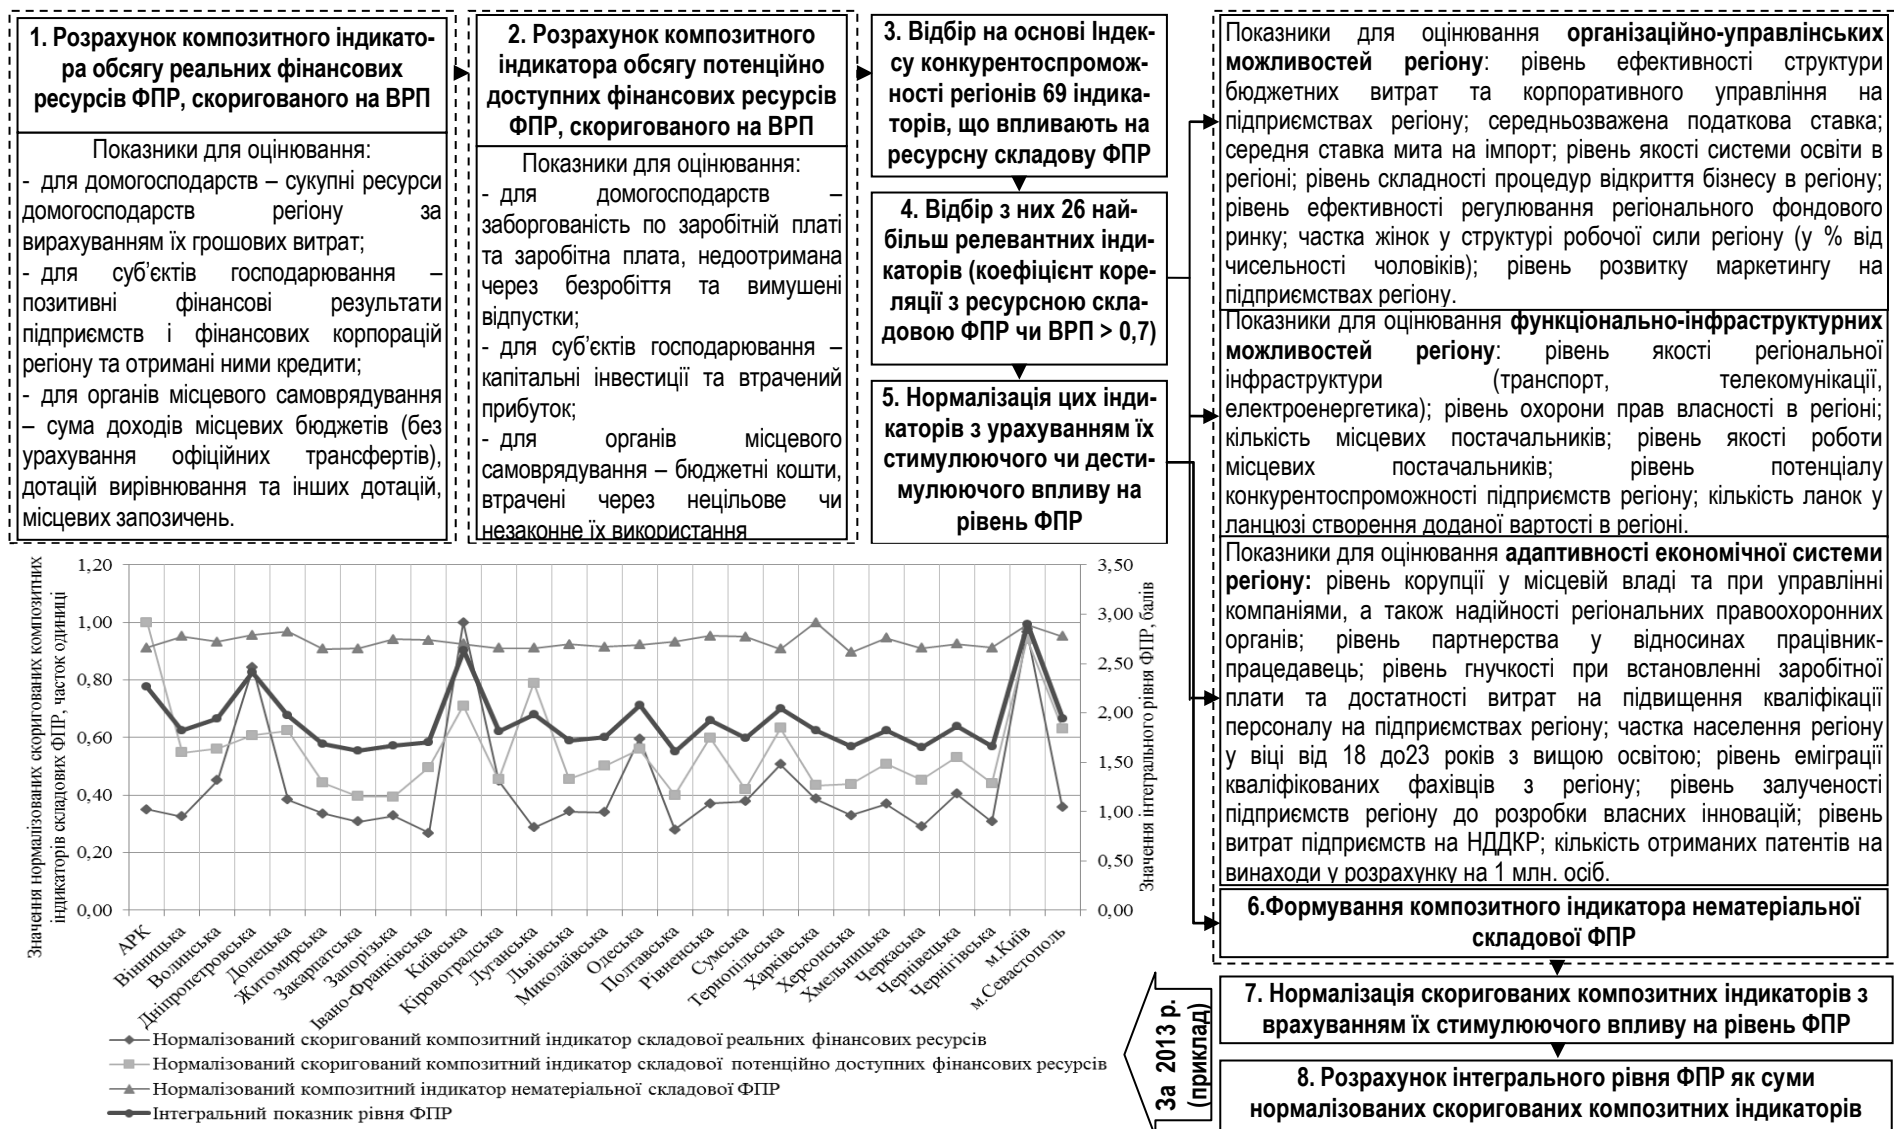 1. Розрахунок композитного індикато-
ра обсягу реальних фінансових
ресурсів ФПР, скоригованого на ВРП
Показники для оцінювання:
- для домогосподарств – сукупні ресурси
домогосподарств регіону за
вирахуванням їх грошових витрат;
- для суб’єктів господарювання –
позитивні фінансові результати
підприємств і фінансових корпорацій
регіону та отримані ними кредити;
- для органів місцевого самоврядування
– сума доходів місцевих бюджетів (без
урахування офіційних трансфертів),
дотацій вирівнювання та інших дотацій,
місцевих запозичень.
2. Розрахунок композитного
індикатора обсягу потенційно
доступних фінансових ресурсів
ФПР, скоригованого на ВРП
Показники для оцінювання:
- для домогосподарств –
заборгованість по заробітній платі
та заробітна плата, недоотримана
через безробіття та вимушені
відпустки;
- для суб’єктів господарювання –
капітальні інвестиції та втрачений
прибуток;
- для органів місцевого
самоврядування – бюджетні кошти,
втрачені через нецільове чи
незаконне їх використання
3. Відбір на основі Індек-
су конкурентоспромож-
ності регіонів 69 індика-
торів, що впливають на
ресурсну складову ФПР
4. Відбір з них 26 най-
більш релевантних інди-
каторів (коефіцієнт коре-
ляції з ресурсною скла-
довою ФПР чи ВРП > 0,7)
5. Нормалізація цих інди-
каторів з урахуванням їх
стимулюючого чи дести-
мулюючого впливу на
рівень ФПР
Показники для оцінювання організаційно-управлінських
можливостей регіону: рівень ефективності структури
бюджетних витрат та корпоративного управління на
підприємствах регіону; середньозважена податкова ставка;
середня ставка мита на імпорт; рівень якості системи освіти в
регіоні; рівень складності процедур відкриття бізнесу в регіону;
рівень ефективності регулювання регіонального фондового
ринку; частка жінок у структурі робочої сили регіону (у % від
чисельності чоловіків); рівень розвитку маркетингу на
підприємствах регіону.
Показники для оцінювання функціонально-інфраструктурних
можливостей регіону: рівень якості регіональної
інфраструктури (транспорт, телекомунікації,
електроенергетика); рівень охорони прав власності в регіоні;
кількість місцевих постачальників; рівень якості роботи
місцевих постачальників; рівень потенціалу
конкурентоспроможності підприємств регіону; кількість ланок у
ланцюзі створення доданої вартості в регіоні.
Показники для оцінювання адаптивності економічної системи
регіону: рівень корупції у місцевій владі та при управлінні
компаніями, а також надійності регіональних правоохоронних
органів; рівень партнерства у відносинах працівник-
працедавець; рівень гнучкості при встановленні заробітної
плати та достатності витрат на підвищення кваліфікації
персоналу на підприємствах регіону; частка населення регіону
у віці від 18 до23 років з вищою освітою; рівень еміграції
кваліфікованих фахівців з регіону; рівень залученості
підприємств регіону до розробки власних інновацій; рівень
витрат підприємств на НДДКР; кількість отриманих патентів на
винаходи у розрахунку на 1 млн. осіб.
6.Формування композитного індикатора нематеріальної
складової ФПР
7. Нормалізація скоригованих композитних індикаторів з
врахуванням їх стимулюючого впливу на рівень ФПР
8. Розрахунок інтегрального рівня ФПР як суми
нормалізованих скоригованих композитних індикаторів
За 2013 р.
(приклад)
Значення нормалізованих скоригованих композитних
індикаторів складових ФПР, часток одиниці
1,20
1,00
0,80
0,60
0,40
0,20
0,00
3,50
3,00
2,50
2,00
1,50
1,00
0,50
0,00
Значення інтегрального рівня ФПР, балів
АРК
Вінницька
Волинська
Дніпропетровська
Донецька
Житомирська
Закарпатська
Запорізька
Івано-Франківська
Київська
Кіровоградська
Луганська
Львівська
Миколаївська
Одеська
Полтавська
Рівненська
Сумська
Тернопільська
Харківська
Херсонська
Хмельницька
Черкаська
Чернівецька
Чернігівська
м.Київ
м.Севастополь
Нормалізований скоригований композитний індикатор складової реальних фінансових ресурсів
Нормалізований скоригований композитний індикатор складової потенційно доступних фінансових ресурсів
Нормалізований композитний індикатор нематеріальної складової ФПР
Інтегральний показник рівня ФПР